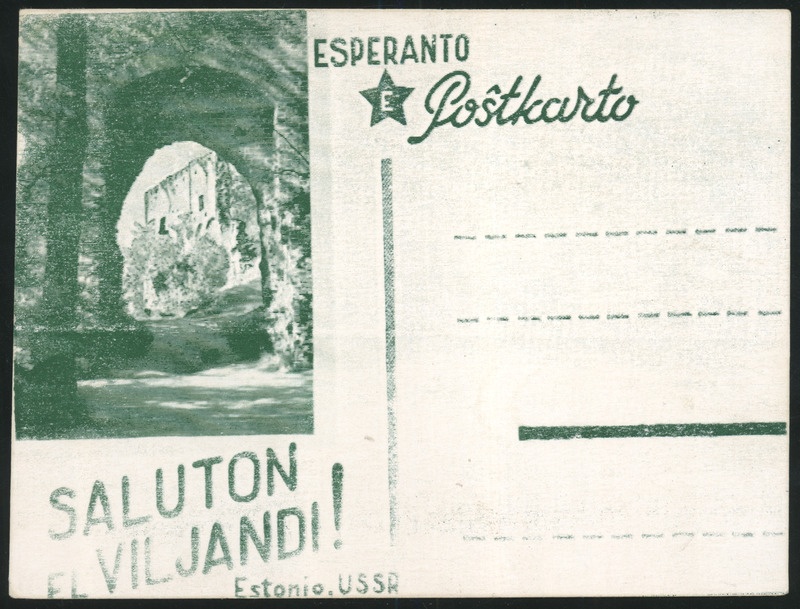 ESPERANTO
E Poŝtkarto
SALUTON
EL VILJANDI!
Estonio, USSR